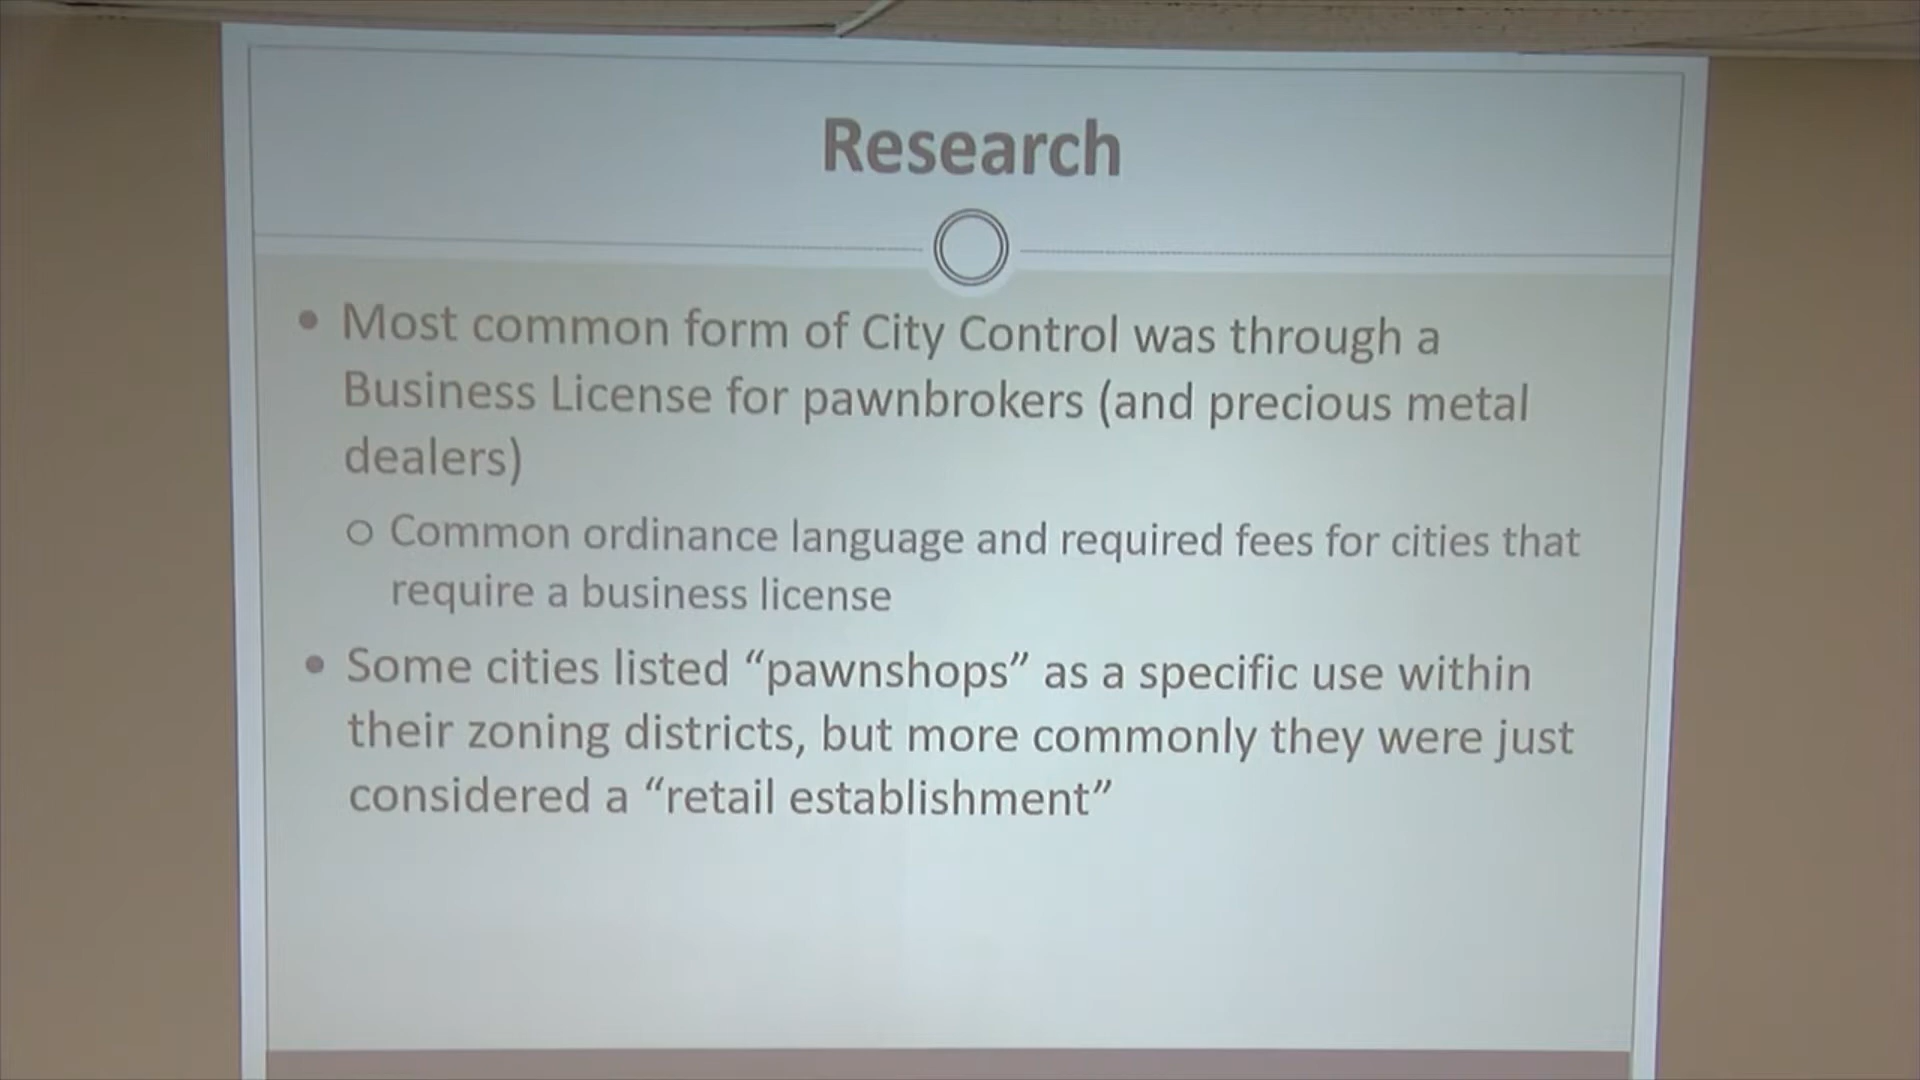 Research
• Most common form of City Control was through a
Business License for pawnbrokers (and precious metal
dealers)
○ Common ordinance language and required fees for cities that
require a business license
• Some cities listed “pawnshops” as a specific use within
their zoning districts, but more commonly they were just
considered a “retail establishment”